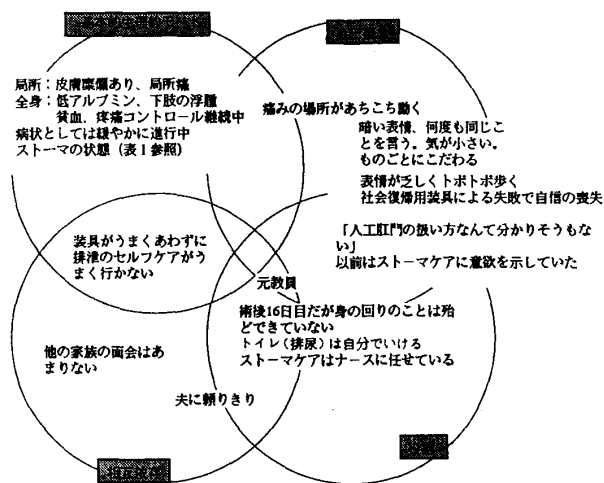 局所：皮膚糜爛あり、局所痛
全身：低アルブミン、下肢の浮腫
貧血、疼痛コントロール継続中
病状としては緩やかに進行中
ストーマの状態（表１参照）
痛みの場所があちこち動く
暗い表情、何度も同じこ
とを言う。気が小さい。
ものごとにこだわる
表情が乏しくトボトボ歩く
社会復帰用装具による失敗で自信の喪失
「人工肛門の扱い方なんて分かりそうもな
い」
以前はストーマケアに意欲を示していた
装具がうまくあわずに
排泄のセルフケアがう
まく行かない
元教員
術後16日目だが身の回りのことは殆
どできていない
トイレ（排尿）は自分でいける
ストーマケアはナースに任せている
他の家族の面会はあ
まりない
夫に頼りきり